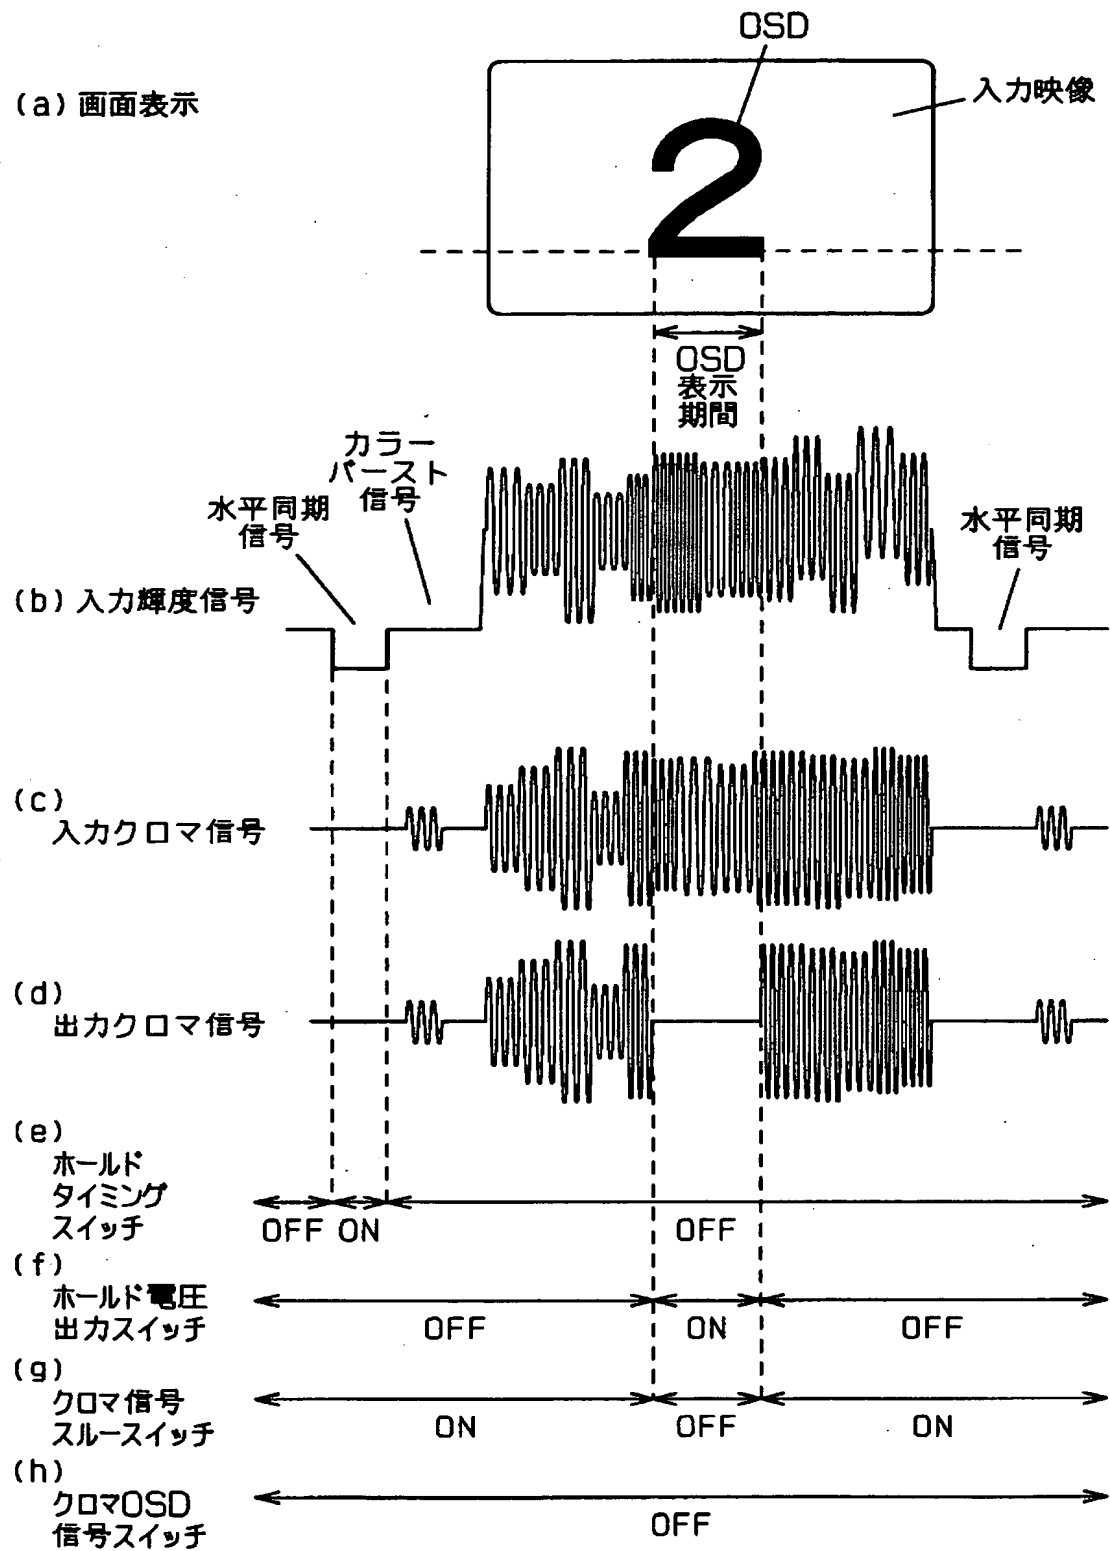 OSD
(a) 画面表示
入力映像
2
OSD
表示
期間
カラー
バースト
信号
水平同期
信号
水平同期
信号
(b) 入力輝度信号
(c)
入力クロマ信号
(d)
出力クロマ信号
(e)
ホールド
タイミング
スイッチ
OFF ON OFF
(f)
ホールド電圧
出力スイッチ
OFF ON OFF
(g)
クロマ信号
スルースイッチ
ON OFF ON
(h)
クロマOSD
信号スイッチ
OFF